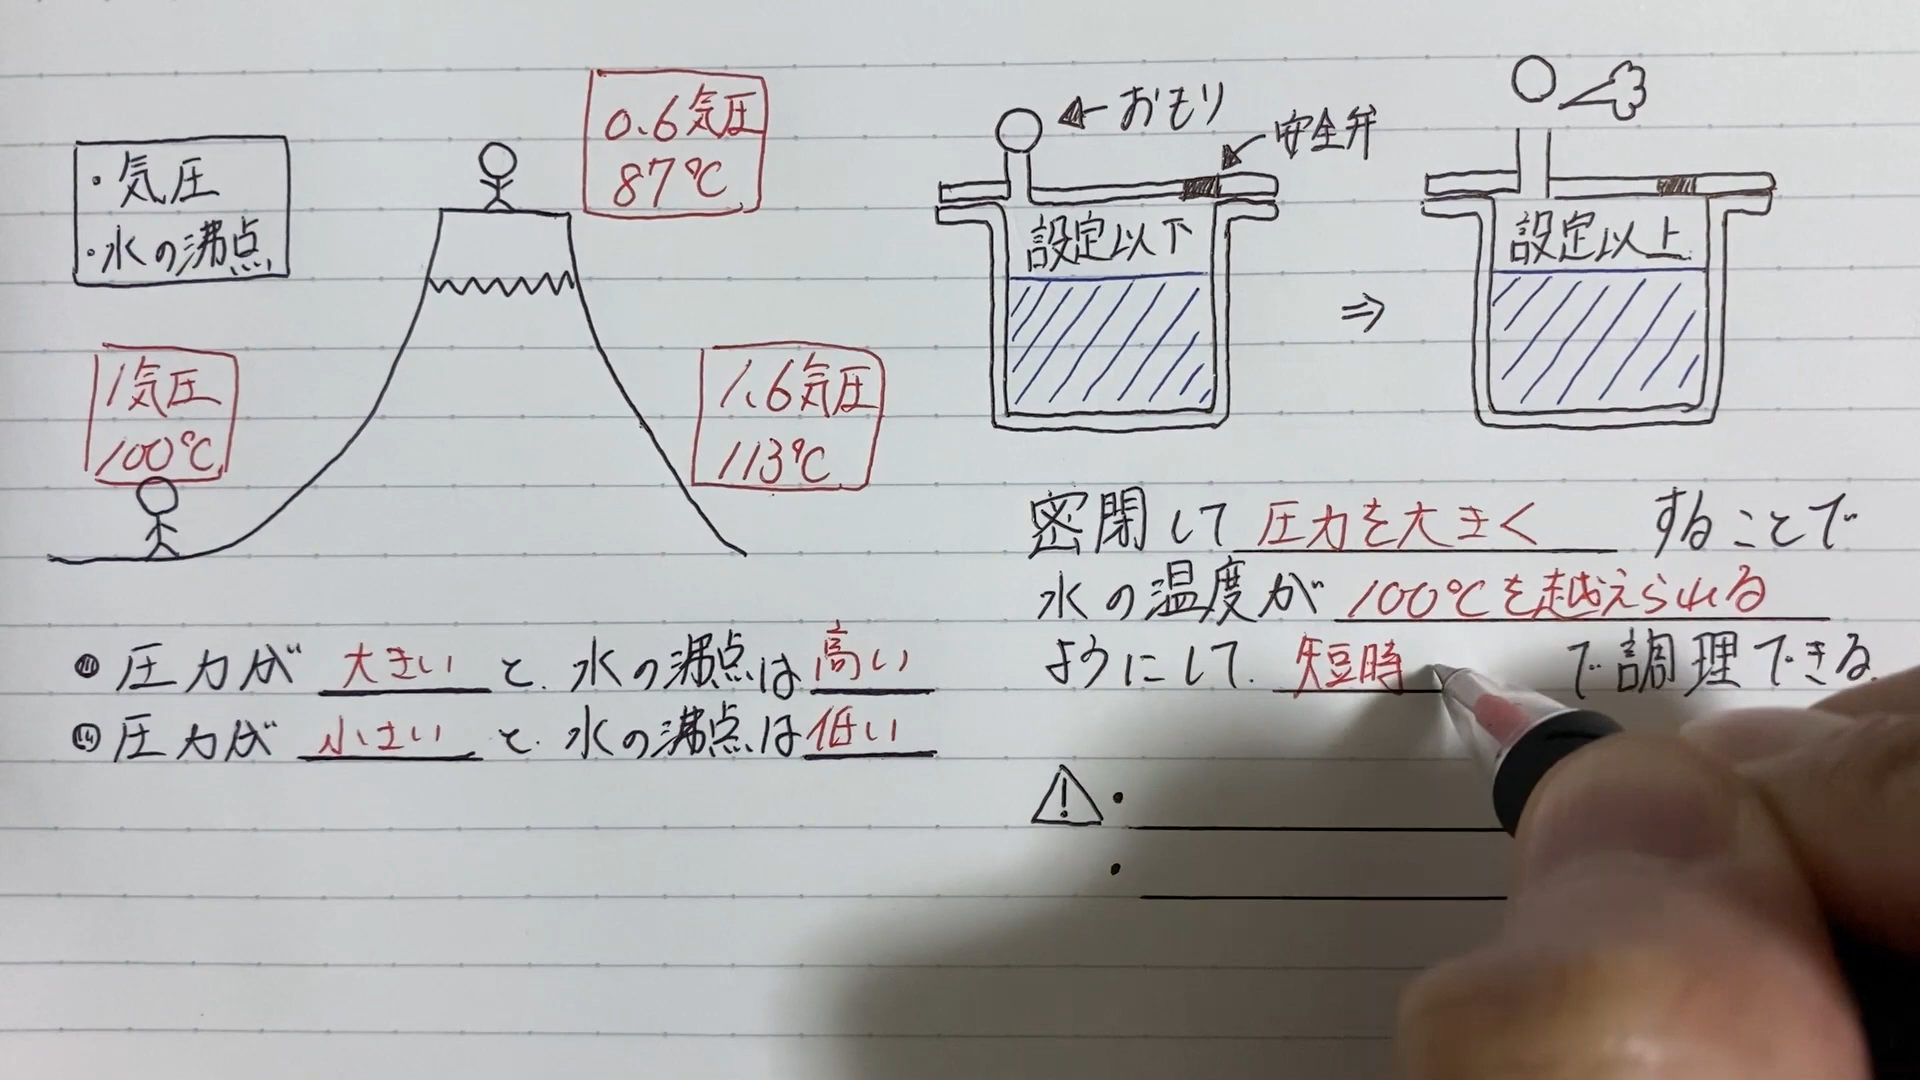 ・気圧
・水の沸点
0.6気圧
87℃
1気圧
100℃
1.6気圧
113℃
圧力が 大きい と、水の沸点は高い
圧力が 小さい と、水の沸点は低い
おもり
安全弁
設定以下
⇒
設定以上
密閉して 圧力を大きく することで
水の温度が 100℃を越えられる
ようにして、短時 で調理できる。
!・
・